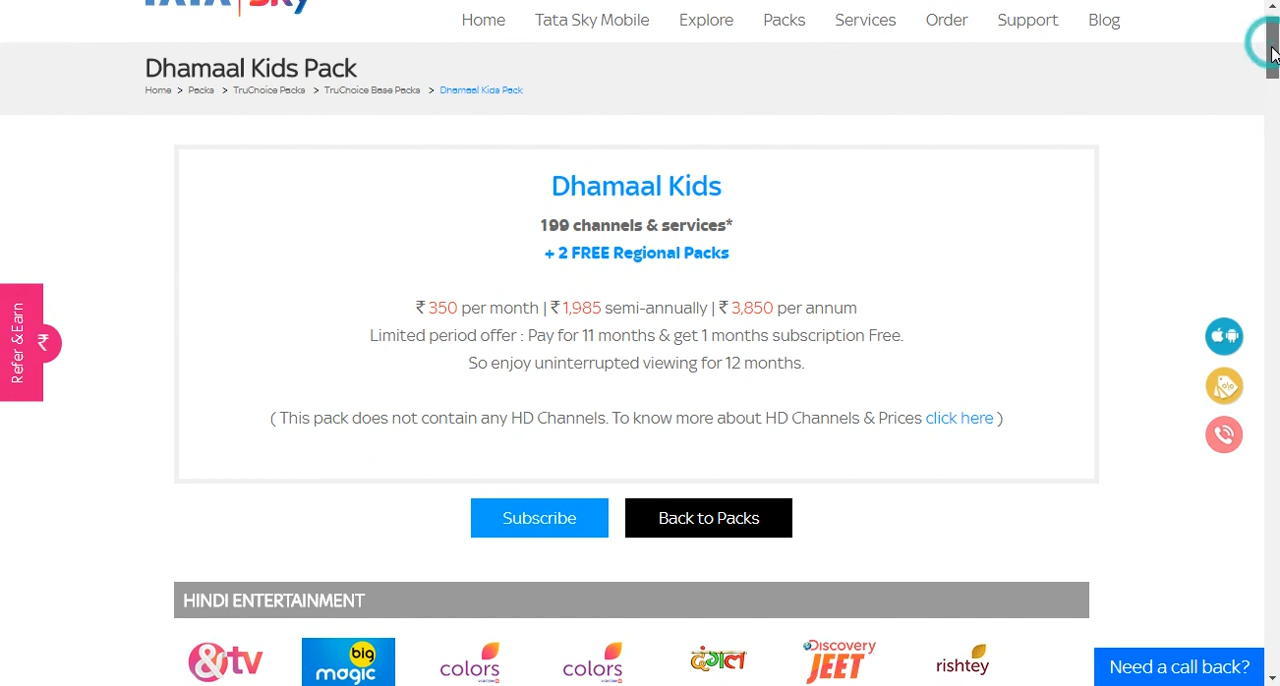 TATA Sky
Home Tata Sky Mobile Explore Packs Services Order Support Blog
Dhamaal Kids Pack
Home > Packs > TruChoice Packs > TruChoice Base Packs > Dhamaal Kids Pack
Dhamaal Kids
199 channels & services*
+ 2 FREE Regional Packs
₹ 350 per month | ₹ 1,985 semi-annually | ₹ 3,850 per annum
Limited period offer : Pay for 11 months & get 1 months subscription Free.
So enjoy uninterrupted viewing for 12 months.
( This pack does not contain any HD Channels. To know more about HD Channels & Prices click here )
Refer & Earn
₹
Subscribe Back to Packs
HINDI ENTERTAINMENT
&tv big magic colors colors दंगल Discovery JEET rishtey
Need a call back?